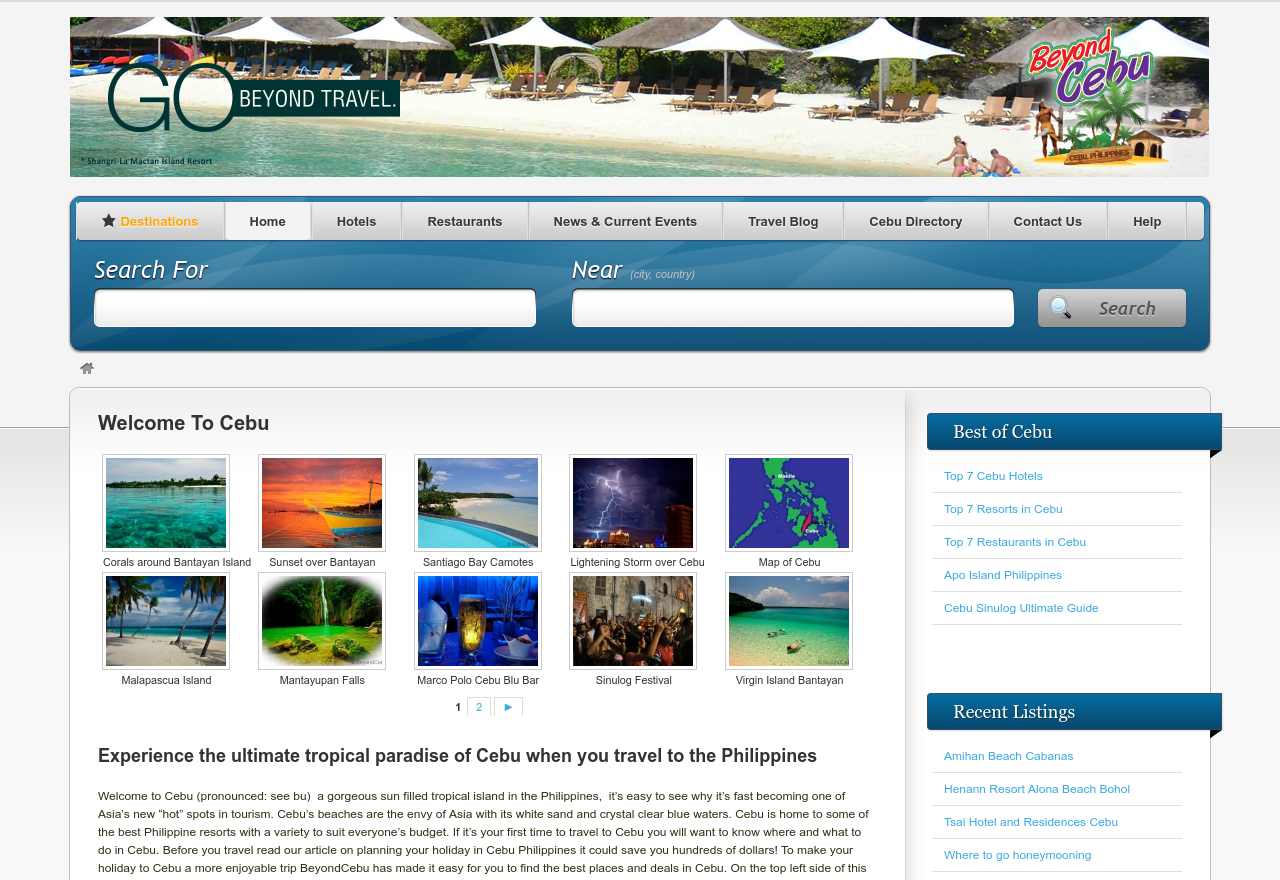 GO BEYOND TRAVEL.
Beyond
Cebu
CEBU, PHILIPPINES
* Shangri-La Mactan Island Resort
Destinations Home Hotels Restaurants News & Current Events Travel Blog Cebu Directory Contact Us Help
Search For Near (city, country)
Search
Welcome To Cebu
Manila
Cebu
Corals around Bantayan Island Sunset over Bantayan Santiago Bay Camotes Lightening Storm over Cebu Map of Cebu
Malapascua Island Mantayupan Falls Marco Polo Cebu Blu Bar Sinulog Festival Virgin Island Bantayan
1 2 ►
Experience the ultimate tropical paradise of Cebu when you travel to the Philippines
Welcome to Cebu (pronounced: see bu)  a gorgeous sun filled tropical island in the Philippines,  it’s easy to see why it’s fast becoming one of
Asia’s new “hot” spots in tourism. Cebu’s beaches are the envy of Asia with its white sand and crystal clear blue waters. Cebu is home to some of
the best Philippine resorts with a variety to suit everyone’s budget. If it’s your first time to travel to Cebu you will want to know where and what to
do in Cebu. Before you travel read our article on planning your holiday in Cebu Philippines it could save you hundreds of dollars! To make your
holiday to Cebu a more enjoyable trip BeyondCebu has made it easy for you to find the best places and deals in Cebu. On the top left side of this
Best of Cebu
Top 7 Cebu Hotels
Top 7 Resorts in Cebu
Top 7 Restaurants in Cebu
Apo Island Philippines
Cebu Sinulog Ultimate Guide
Recent Listings
Amihan Beach Cabanas
Henann Resort Alona Beach Bohol
Tsai Hotel and Residences Cebu
Where to go honeymooning